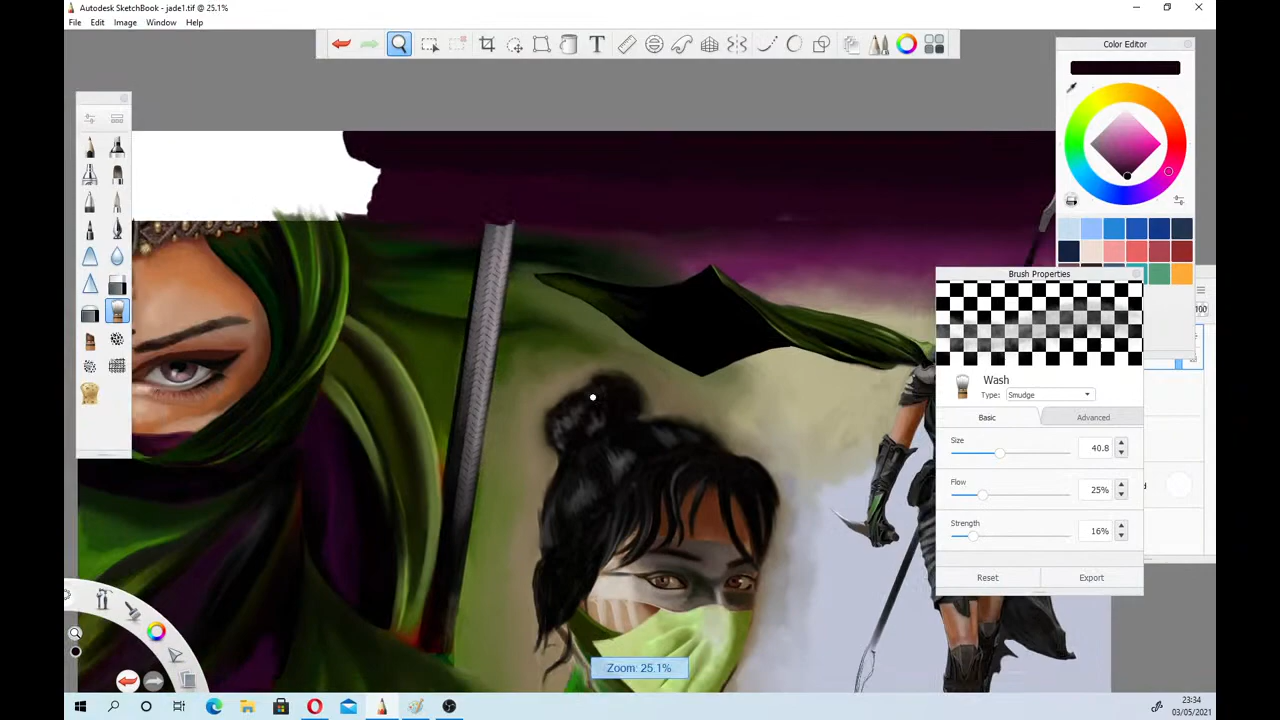 Autodesk SketchBook - jade1.tif @ 25.1%
File Edit Image Window Help
Color Editor
Brush Properties
100
Wash
Type: Smudge
Basic Advanced
Size
40.8
Flow
25%
Strength
16%
Reset Export
Zoom: 25.1%
23:34
03/05/2021